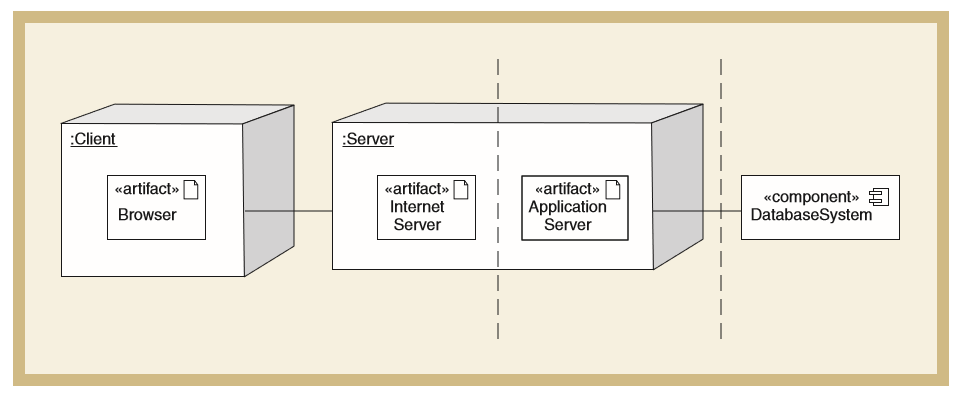 :Client
«artifact»
Browser
:Server
«artifact»
Internet
Server
«artifact»
Application
Server
«component»
DatabaseSystem